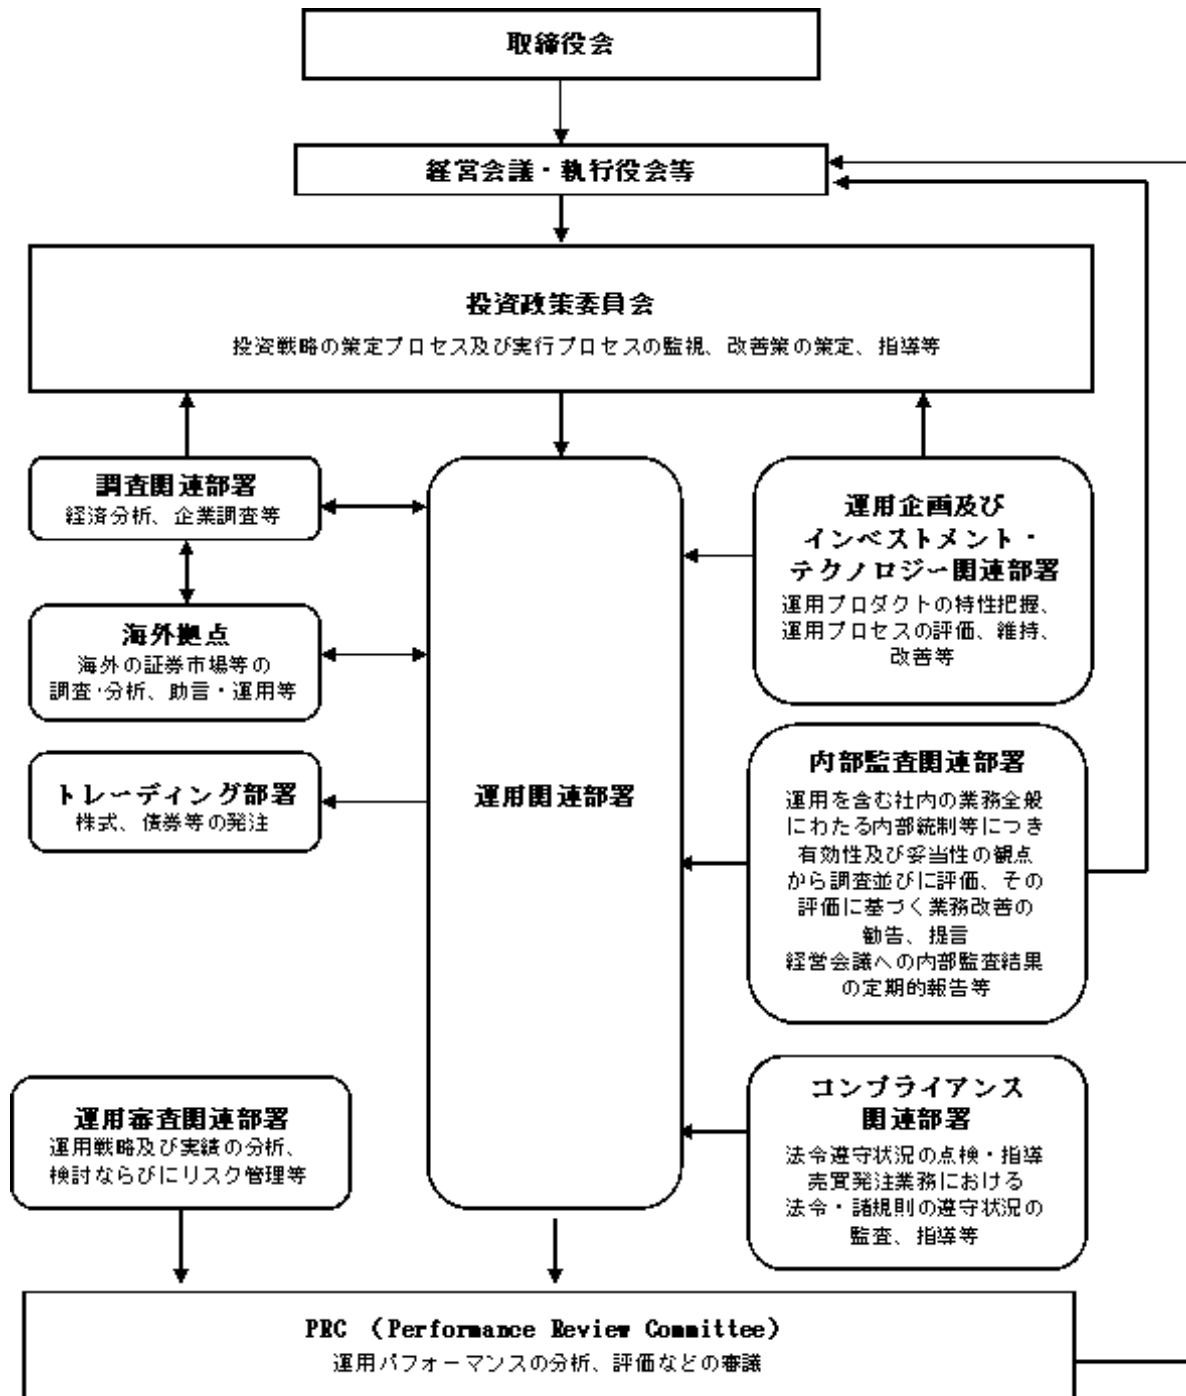 取締役会
経営会議・執行役会等
投資政策委員会
投資戦略の策定プロセス及び実行プロセスの監視、改善策の策定、指導等
調査関連部署
経済分析、企業調査等
海外拠点
海外の証券市場等の
調査・分析、助言・運用等
トレーディング部署
株式、債券等の発注
運用関連部署
運用企画及び
インベストメント・
テクノロジー関連部署
運用プロダクトの特性把握、
運用プロセスの評価、維持、
改善等
内部監査関連部署
運用を含む社内の業務全般
にわたる内部統制等につき
有効性及び妥当性の観点
から調査並びに評価、その
評価に基づく業務改善の
勧告、提言
経営会議への内部監査結果
の定期的報告等
コンプライアンス
関連部署
法令遵守状況の点検・指導
売買発注業務における
法令・諸規則の遵守状況の
監査、指導等
運用審査関連部署
運用戦略及び実績の分析、
検討ならびにリスク管理等
PRC （Performance Review Committee）
運用パフォーマンスの分析、評価などの審議